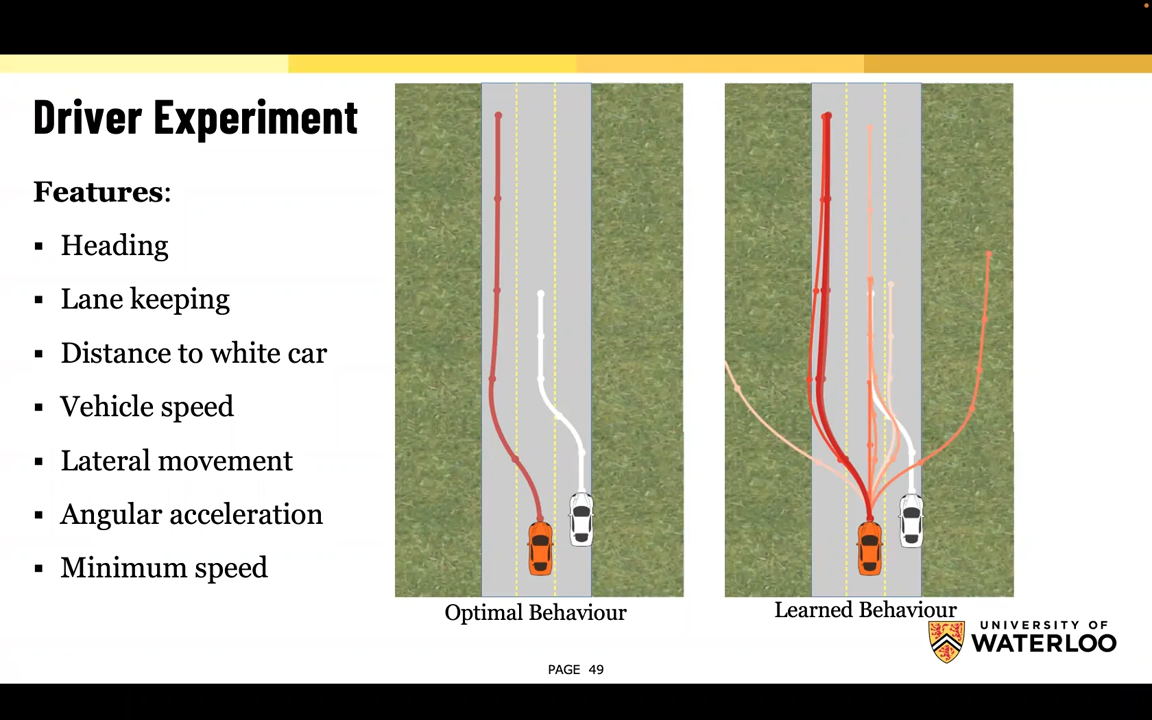 Driver Experiment
Features:
▪ Heading
▪ Lane keeping
▪ Distance to white car
▪ Vehicle speed
▪ Lateral movement
▪ Angular acceleration
▪ Minimum speed
Optimal Behaviour
Learned Behaviour
UNIVERSITY OF
WATERLOO
PAGE 49